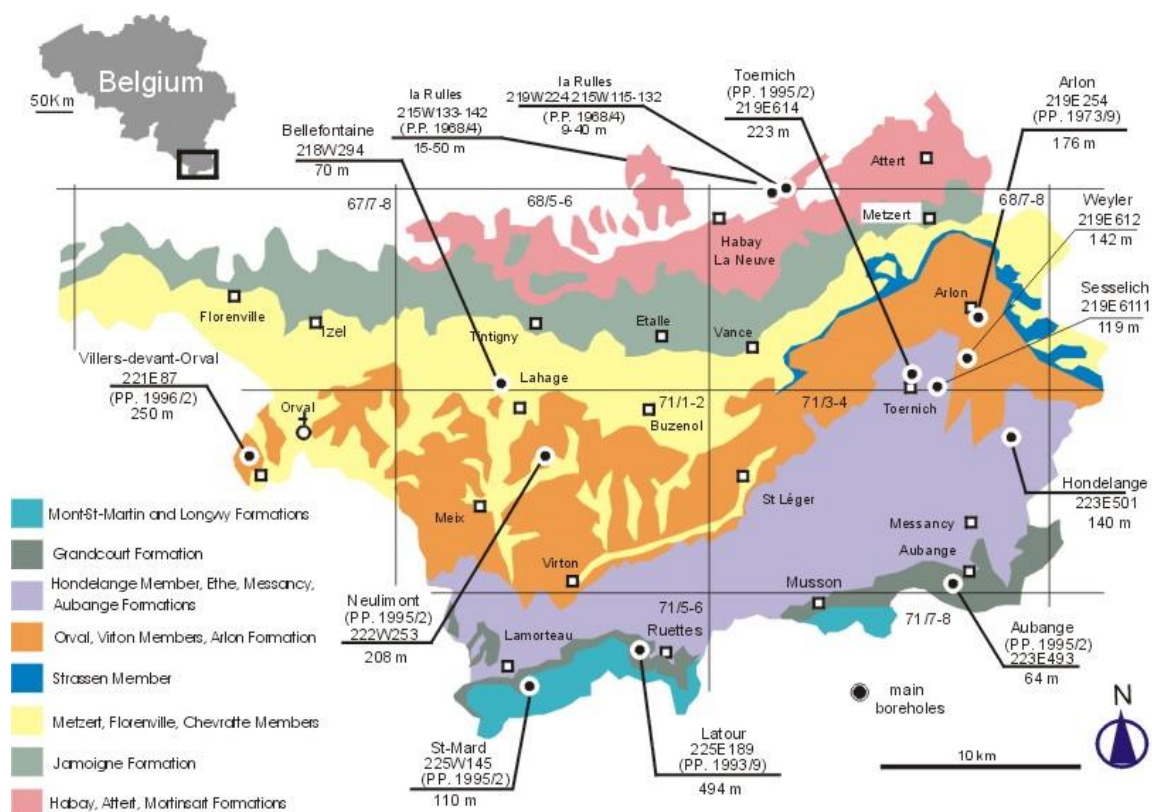 Belgium
50Km
Bellefontaine
218W294
70 m
la Rulles
215W133-142
(P.P. 1968/4)
15-50 m
la Rulles
219W224 215W115-132
(P.P. 1968/4)
9-40 m
Toernich
(PP. 1995/2)
219E614
223 m
Arlon
219E254
(PP. 1973/9)
176 m
Attert
67/7-8
68/5-6
Metzert
68/7-8
Weyler
219E612
142 m
Habay
La Neuve
Sesselich
219E6111
119 m
Arlon
Florenville
Izel
Tintigny
Etalle
Vance
Villers-devant-Orval
221E87
(PP. 1996/2)
250 m
Orval
Lahage
71/1-2
Buzenol
71/3-4
Toernich
Hondelange
223E501
140 m
St Léger
Meix
Messancy
Aubange
Virton
Musson
Neulimont
(PP. 1995/2)
222W253
208 m
71/5-6
Ruettes
71/7-8
Lamorteau
Aubange
(PP. 1995/2)
223E493
64 m
Mont-St-Martin and Longwy Formations
Grandcourt Formation
Hondelange Member, Ethe, Messancy,
Aubange Formations
Orval, Virton Members, Arlon Formation
Strassen Member
Metzert, Florenville, Chevratte Members
Jamoigne Formation
Habay, Attert, Mortinsart Formations
St-Mard
225W145
(PP. 1995/2)
110 m
Latour
225E189
(PP. 1993/9)
494 m
main
boreholes
N
10 km